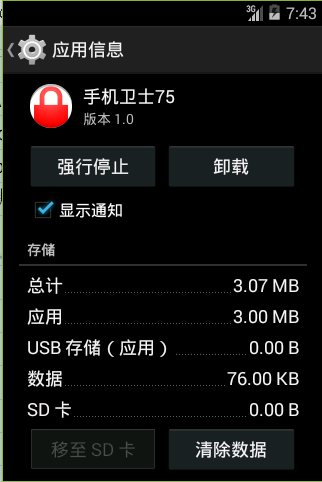 3G 7:43
应用信息
手机卫士75
版本 1.0
强行停止 卸载
显示通知
存储
总计 3.07 MB
应用 3.00 MB
USB 存储（应用） 0.00 B
数据 76.00 KB
SD 卡 0.00 B
移至 SD 卡 清除数据